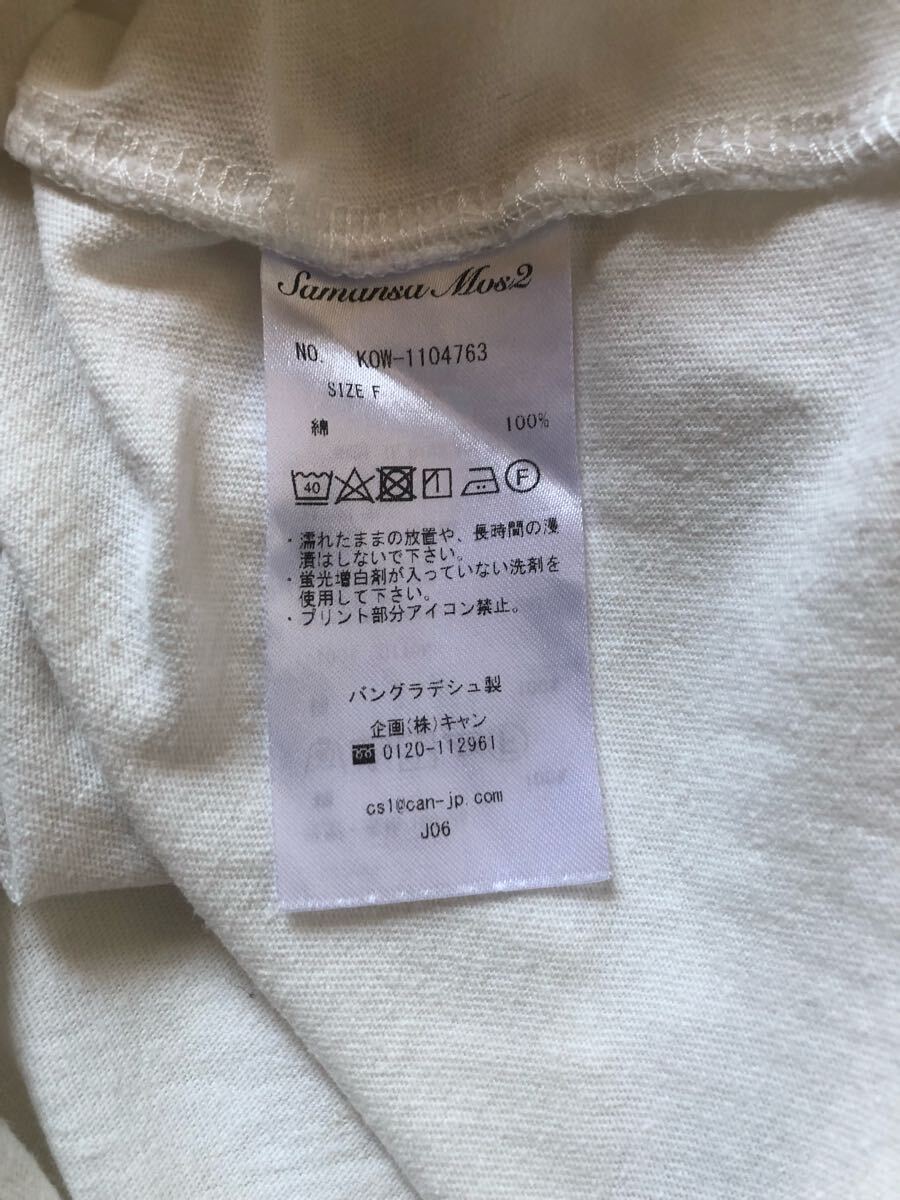 Samansa Mos2
NO. KOW-1104763
SIZE F
綿 100%
40 F
・濡れたままの放置や、長時間の浸
漬はしないで下さい。
・蛍光増白剤が入っていない洗剤を
使用して下さい。
・プリント部分アイコン禁止。
バングラデシュ製
企画(株)キャン
0120-112961
cs1@can-jp.com
J06